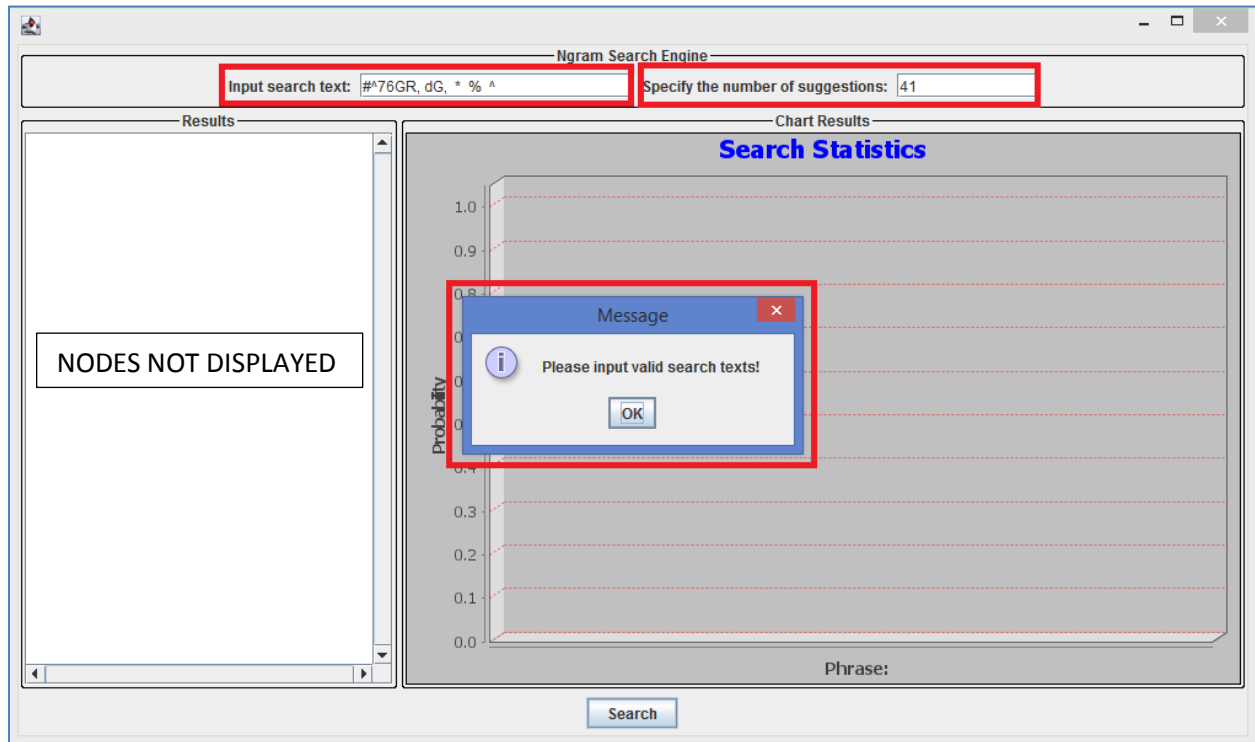 Ngram Search Engine
Input search text: #^76GR, dG, * % ^ Specify the number of suggestions: 41
Results
Chart Results
Search Statistics
1.0
0.9
0.8
Message
Please input valid search texts!
OK
NODES NOT DISPLAYED
Probability
0.4
0.3
0.2
0.1
0.0
Phrase:
Search